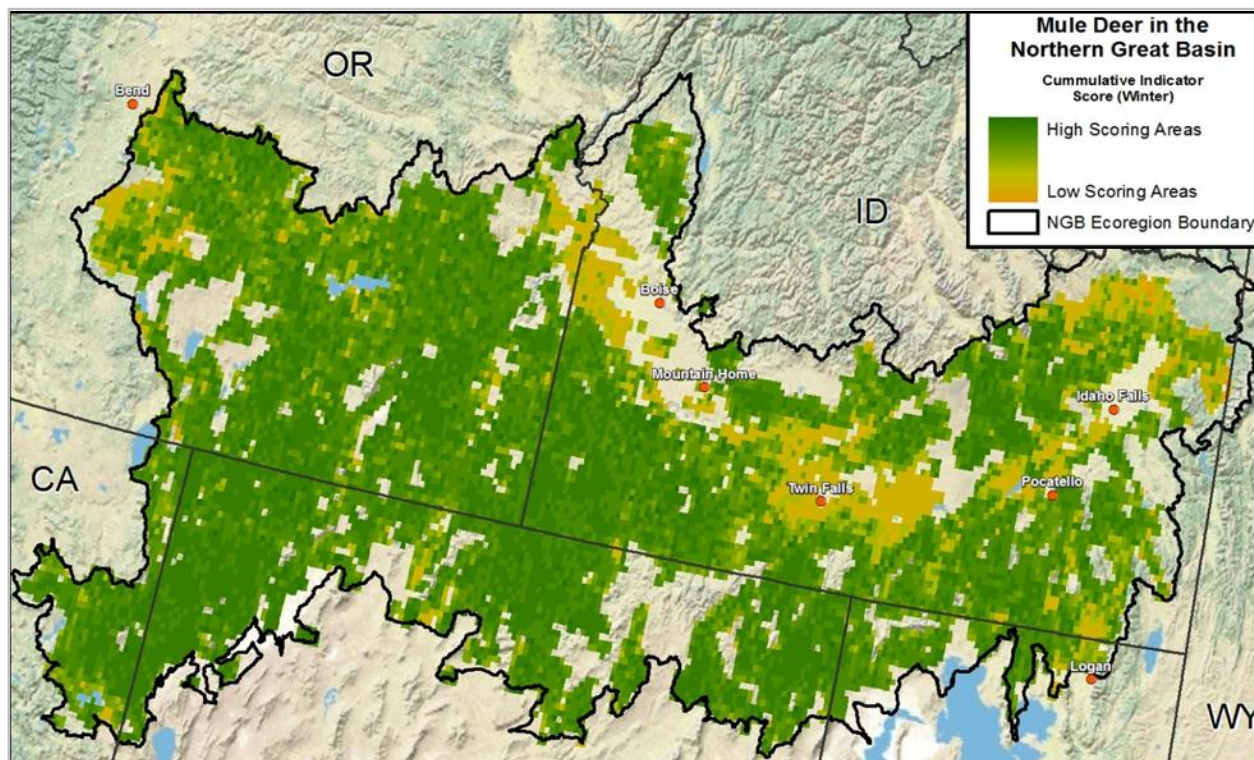 Mule Deer in the
Northern Great Basin
Cummulative Indicator
Score (Winter)
High Scoring Areas
Low Scoring Areas
NGB Ecoregion Boundary
OR
Bend
ID
Boise
Mountain Home
Idaho Falls
CA
Twin Falls
Pocatello
Logan
WY